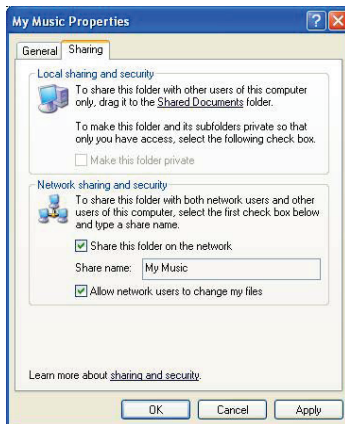 My Music Properties
General Sharing
Local sharing and security
To share this folder with other users of this computer
only, drag it to the Shared Documents folder.
To make this folder and its subfolders private so that
only you have access, select the following check box.
Make this folder private
Network sharing and security
To share this folder with both network users and other
users of this computer, select the first check box below
and type a share name.
Share this folder on the network
Share name: My Music
Allow network users to change my files
Learn more about sharing and security.
OK Cancel Apply